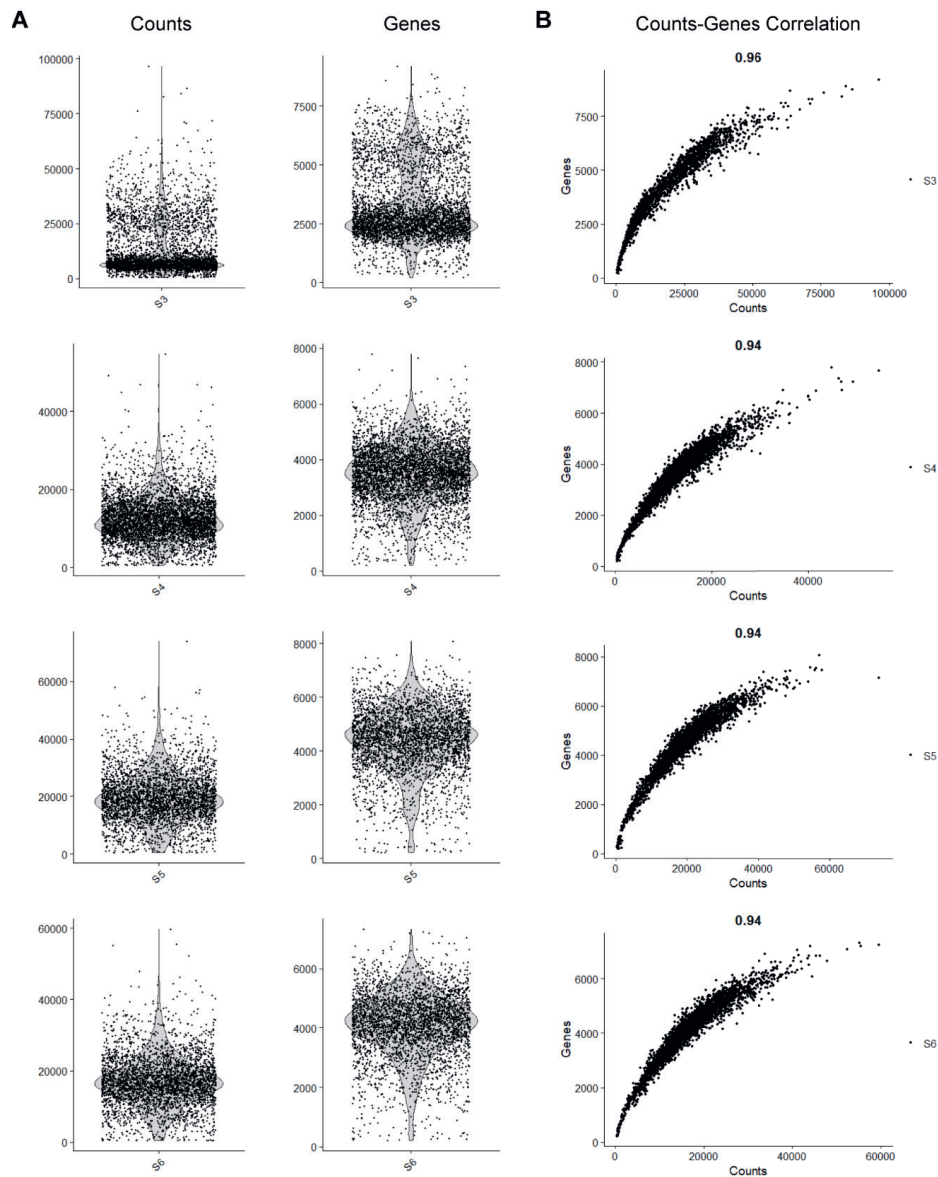 A Counts Genes B Counts-Genes Correlation
100000
75000
50000
25000
0
S3
7500
5000
2500
0
S3
0.96
Genes
7500
5000
2500
0
0 25000 50000 75000 100000
Counts
S3
40000
20000
0
S4
8000
6000
4000
2000
0
S4
0.94
Genes
8000
6000
4000
2000
0
0 20000 40000
Counts
S4
60000
40000
20000
0
S5
8000
6000
4000
2000
0
S5
0.94
Genes
8000
6000
4000
2000
0
0 20000 40000 60000
Counts
S5
60000
40000
20000
0
S6
6000
4000
2000
0
S6
0.94
Genes
6000
4000
2000
0
0 20000 40000 60000
Counts
S6